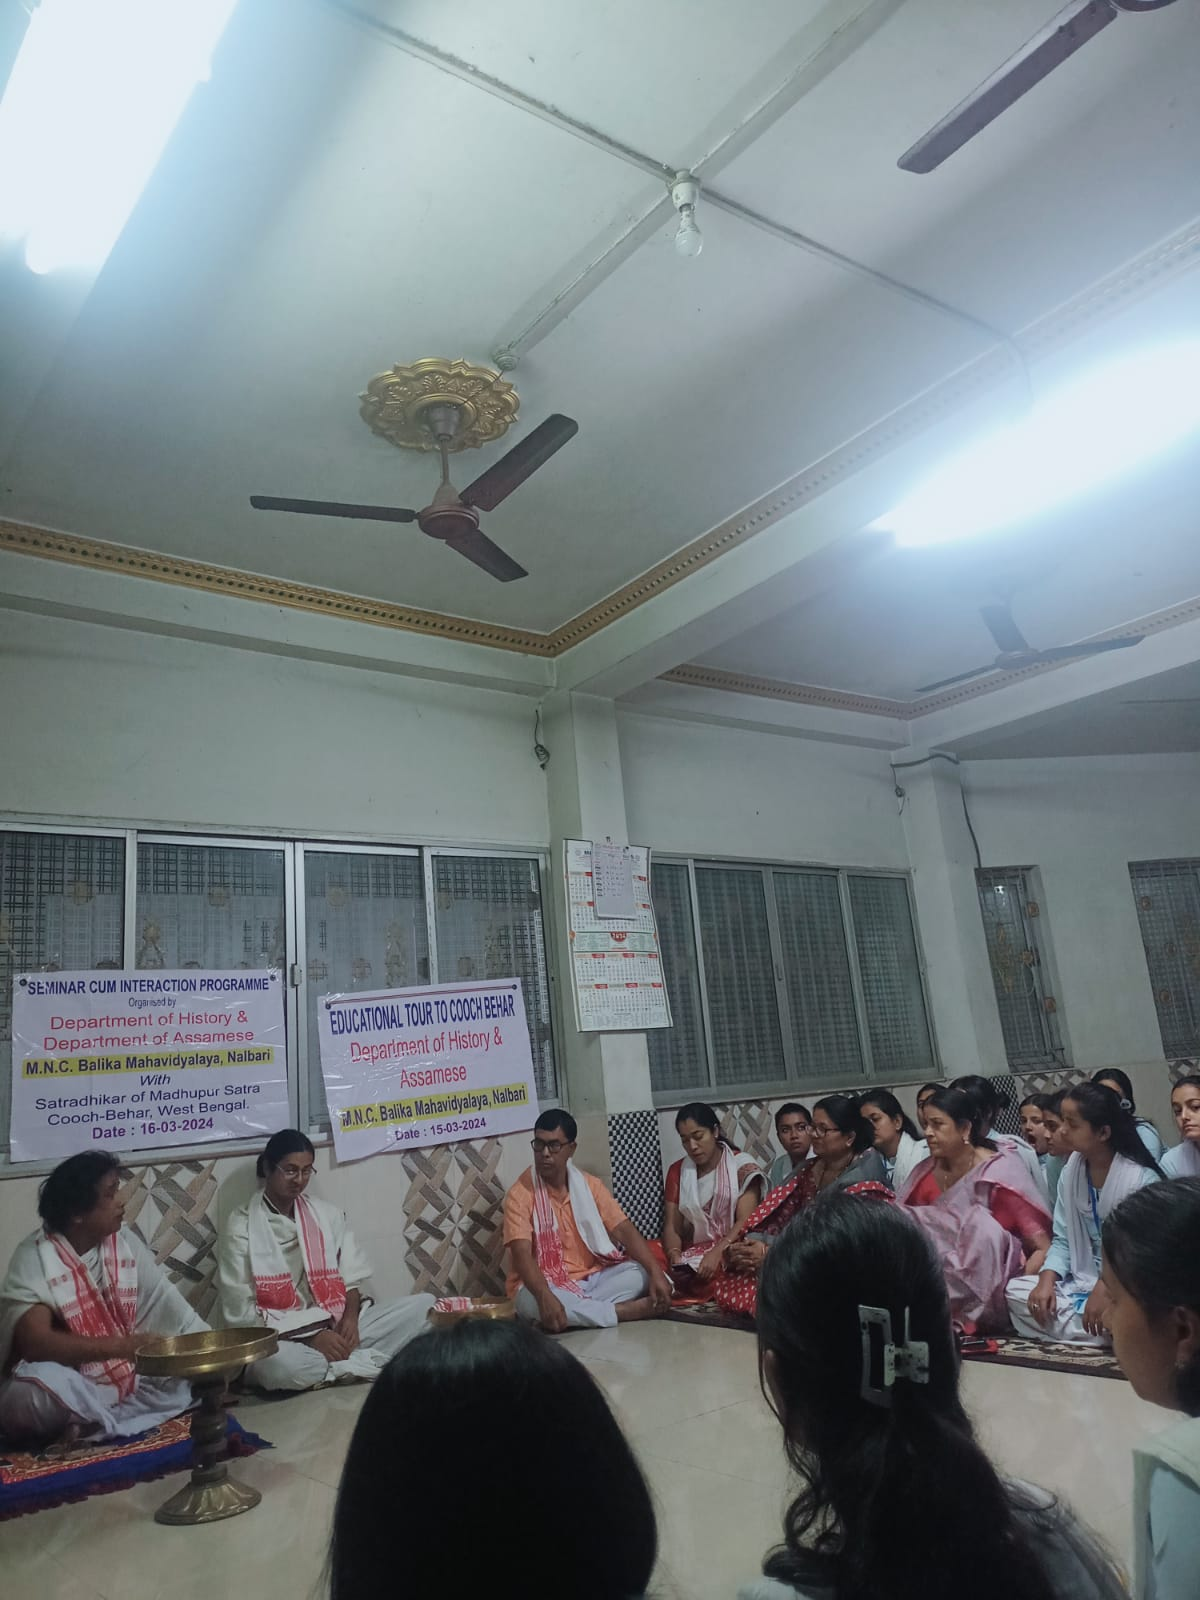 SEMINAR CUM INTERACTION PROGRAMME
Organised by
Department of History &
Department of Assamese
M.N.C. Balika Mahavidyalaya, Nalbari
With
Satradhikar of Madhupur Satra
Cooch-Behar, West Bengal.
Date : 16-03-2024
EDUCATIONAL TOUR TO COOCH BEHAR
Department of History &
Assamese
M.N.C. Balika Mahavidyalaya, Nalbari
Date : 15-03-2024